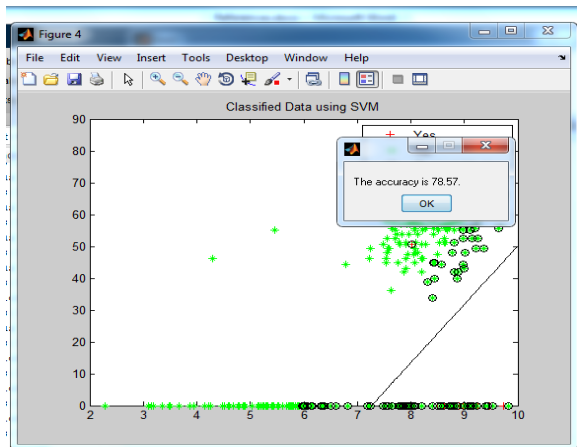 Figure 4
File Edit View Insert Tools Desktop Window Help
Classified Data using SVM
90
80
70
60
50
40
30
20
10
0
2 3 4 5 6 7 8 9 10
Yes
The accuracy is 78.57.
OK